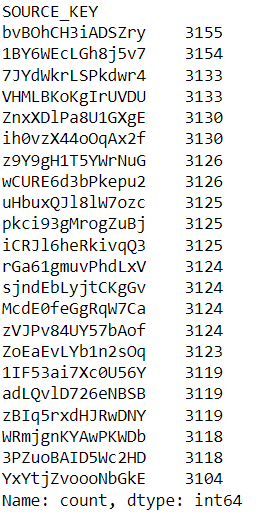 SOURCE_KEY
bvBOhCH3iADSZry    3155
1BY6WEcLGh8j5v7    3154
7JYdWkrLSPkdwr4    3133
VHMLBKoKgIrUVDU    3133
ZnxXDlPa8U1GXgE    3130
ih0vzX44oOqAx2f    3130
z9Y9gH1T5YWrNuG    3126
wCURE6d3bPkepu2    3126
uHbuxQJl8lW7ozc    3125
pkci93gMrogZuBj    3125
iCRJl6heRkivqQ3    3125
rGa61gmuvPhdLxV    3124
sjndEbLyjtCKgGv    3124
McdE0feGgRqW7Ca    3124
zVJPv84UY57bAof    3124
ZoEaEvLYb1n2sOq    3123
1IF53ai7Xc0U56Y    3119
adLQvlD726eNBSB    3119
zBIq5rxdHJRwDNY    3119
WRmjgnKYAwPKWDb    3118
3PZuoBAID5Wc2HD    3118
YxYtjZvoooNbGkE    3104
Name: count, dtype: int64